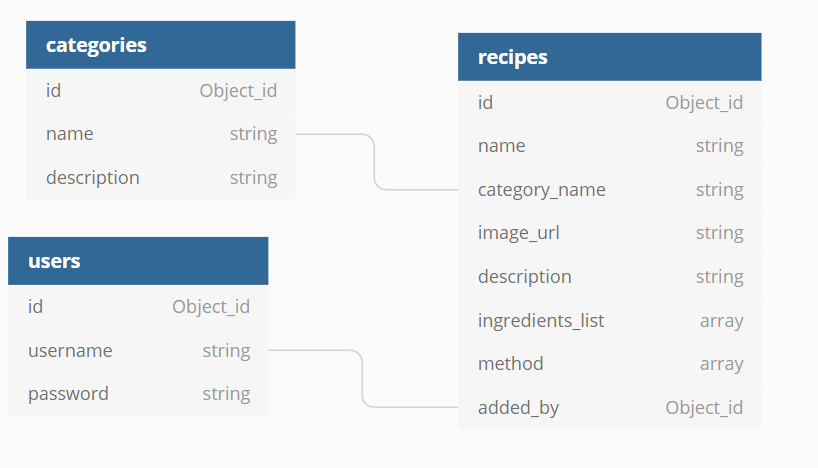 categories
id Object_id
name string
description string
users
id Object_id
username string
password string
recipes
id Object_id
name string
category_name string
image_url string
description string
ingredients_list array
method array
added_by Object_id